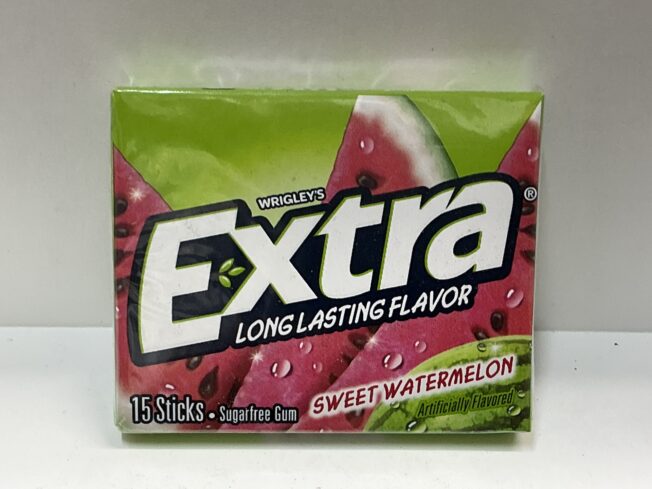 WRIGLEY'S
Extra®
LONG LASTING FLAVOR
SWEET WATERMELON
Artificially Flavored
15 Sticks • Sugarfree Gum